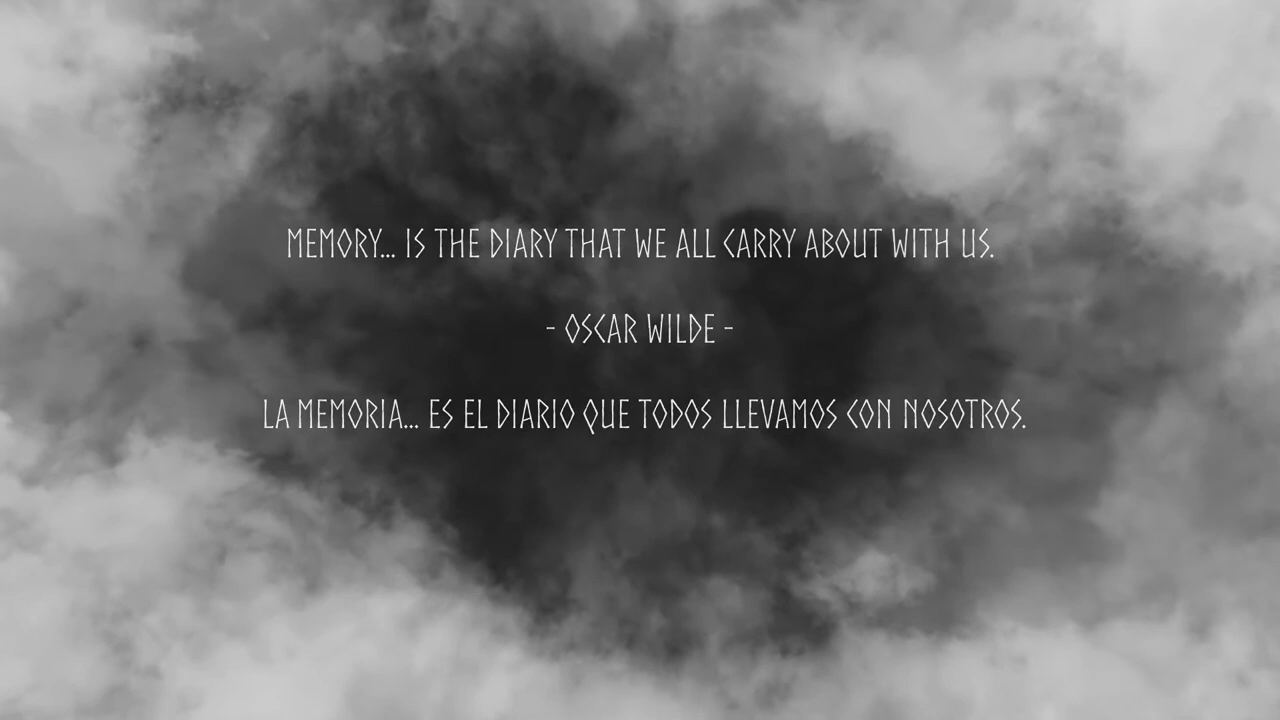 MEMORY... IS THE DIARY THAT WE ALL CARRY ABOUT WITH US.
- OSCAR WILDE -
LA MEMORIA... ES EL DIARIO QUE TODOS LLEVAMOS CON NOSOTROS.